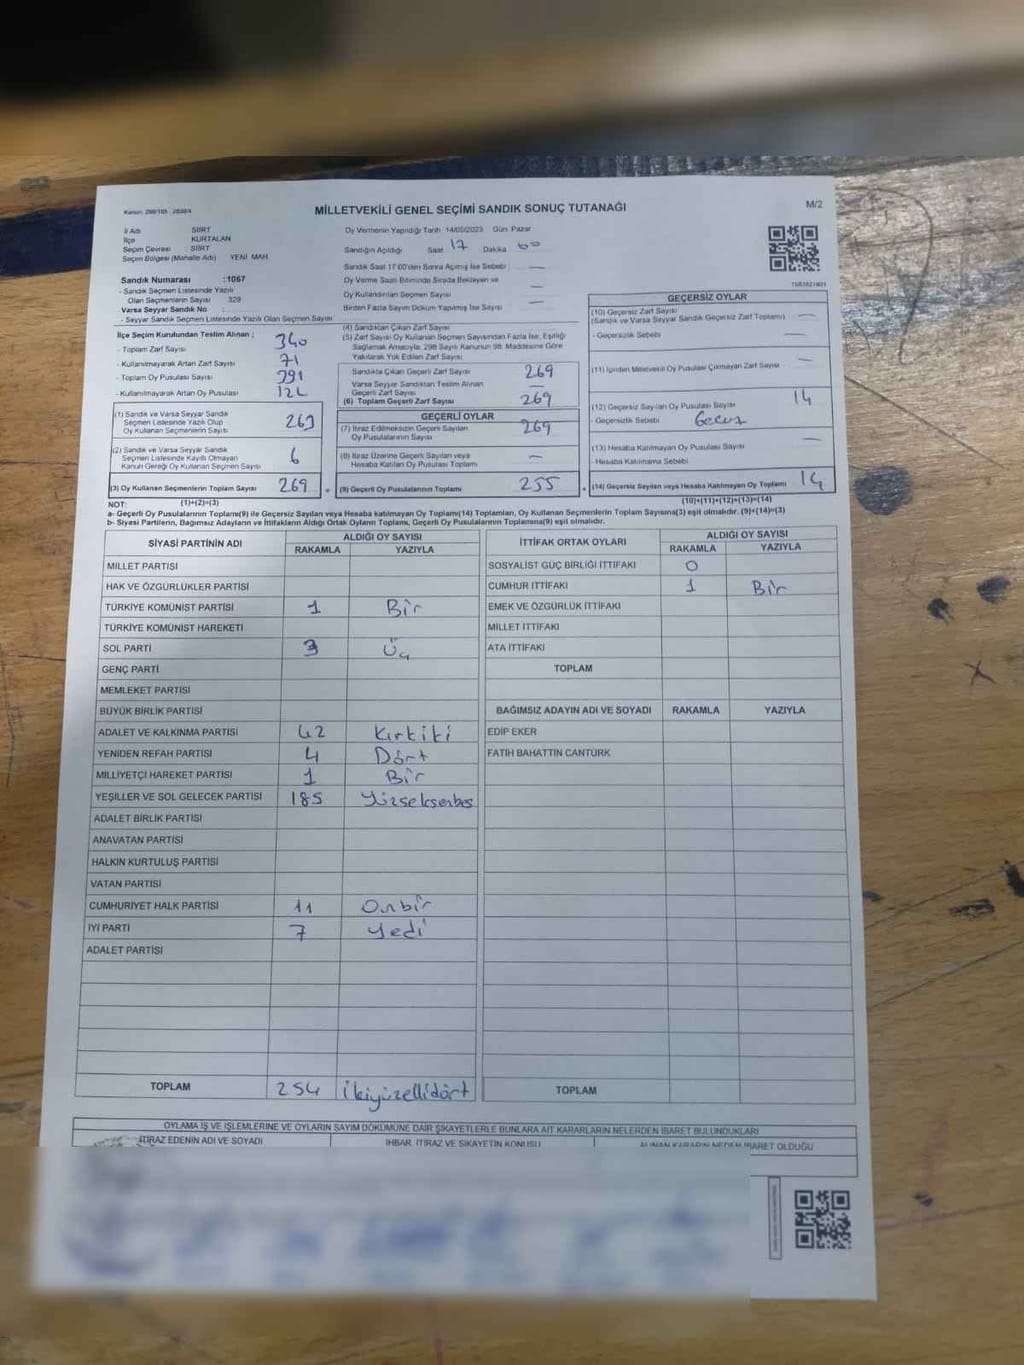 MİLLETVEKİLİ GENEL SEÇİMİ SANDIK SONUÇ TUTANAĞI
M/2
İl Adı SİİRT
İlçe KURTALAN
Seçim Çevresi SİİRT
Seçim Bölgesi (Mahalle Adı) YENİ MAH.
Sandık Numarası :1067
- Sandık Seçmen Listesinde Yazılı
Olan Seçmenlerin Sayısı 329
Varsa Seyyar Sandık No :
- Seyyar Sandık Seçmen Listesinde Yazılı Olan Seçmen Sayısı
Oy Vermenin Yapıldığı Tarih 14/05/2023 Gün Pazar
Sandığın Açıldığı Saat 17 Dakika 00
Sandık Saat 17:00'den Sonra Açılmış İse Sebebi —
Oy Verme Saati Bitiminde Sırada Bekleyen ve
Oy Kullandırılan Seçmen Sayısı —
Birden Fazla Sayım Döküm Yapılmış İse Sayısı —
İlçe Seçim Kurulundan Teslim Alınan ;
- Toplam Zarf Sayısı 340
- Kullanılmayarak Artan Zarf Sayısı 71
- Toplam Oy Pusulası Sayısı 391
- Kullanılmayarak Artan Oy Pusulası 122
(1) Sandık ve Varsa Seyyar Sandık
Seçmen Listesinde Yazılı Olup
Oy Kullanan Seçmenlerin Sayısı 263
(2) Sandık ve Varsa Seyyar Sandık
Seçmen Listesinde Kayıtlı Olmayan
Kanun Gereği Oy Kullanan Seçmen Sayısı 6
(3) Oy Kullanan Seçmenlerin Toplam Sayısı 269
(1)+(2)=(3)
(4) Sandıktan Çıkan Zarf Sayısı
(5) Zarf Sayısı Oy Kullanan Seçmen Sayısından Fazla İse, Eşitliği
Sağlamak Amacıyla; 298 Sayılı Kanunun 98. Maddesine Göre
Yakılarak Yok Edilen Zarf Sayısı
Sandıkta Çıkan Geçerli Zarf Sayısı 269
Varsa Seyyar Sandıktan Teslim Alınan
Geçerli Zarf Sayısı —
(6) Toplam Geçerli Zarf Sayısı 269
GEÇERLİ OYLAR
(7) İtiraz Edilmeksizin Geçerli Sayılan
Oy Pusulalarının Sayısı 269
(8) İtiraz Üzerine Geçerli Sayılan veya
Hesaba Katılan Oy Pusulası Toplamı —
(9) Geçerli Oy Pusulalarının Toplamı 255
GEÇERSİZ OYLAR
(10) Geçersiz Zarf Sayısı
(Sandık ve Varsa Seyyar Sandık Geçersiz Zarf Toplamı) —
- Geçersizlik Sebebi —
(11) İçinden Milletvekili Oy Pusulası Çıkmayan Zarf Sayısı —
(12) Geçersiz Sayılan Oy Pusulası Sayısı 14
- Geçersizlik Sebebi
(13) Hesaba Katılmayan Oy Pusulası Sayısı —
- Hesaba Katılmama Sebebi
(14) Geçersiz Sayılan veya Hesaba Katılmayan Oy Toplamı 14
(10)+(11)+(12)+(13)=(14)
NOT:
a- Geçerli Oy Pusulalarının Toplamı(9) ile Geçersiz Sayılan veya Hesaba Katılmayan Oy Toplamı(14) Toplamları, Oy Kullanan Seçmenlerin Toplam Sayısına(3) eşit olmalıdır. (9)+(14)=(3)
b- Siyasi Partilerin, Bağımsız Adayların ve İttifakların Aldığı Ortak Oyların Toplamı, Geçerli Oy Pusulalarının Toplamına(9) eşit olmalıdır.
SİYASİ PARTİNİN ADI ALDIĞI OY SAYISI
RAKAMLA YAZIYLA
MİLLET PARTİSİ
HAK VE ÖZGÜRLÜKLER PARTİSİ
TÜRKİYE KOMÜNİST PARTİSİ 1 Bir
TÜRKİYE KOMÜNİST HAREKETİ
SOL PARTİ 3 Üç
GENÇ PARTİ
MEMLEKET PARTİSİ
BÜYÜK BİRLİK PARTİSİ
ADALET VE KALKINMA PARTİSİ 42 Kırkiki
YENİDEN REFAH PARTİSİ 4 Dört
MİLLİYETÇİ HAREKET PARTİSİ 1 Bir
YEŞİLLER VE SOL GELECEK PARTİSİ 185 Yüzseksenbeş
ADALET BİRLİK PARTİSİ
ANAVATAN PARTİSİ
HALKIN KURTULUŞ PARTİSİ
VATAN PARTİSİ
CUMHURİYET HALK PARTİSİ 11 Onbir
İYİ PARTİ 7 Yedi
ADALET PARTİSİ
TOPLAM 254 ikiyüzellidört
İTTİFAK ORTAK OYLARI ALDIĞI OY SAYISI
RAKAMLA YAZIYLA
SOSYALİST GÜÇ BİRLİĞİ İTTİFAKI 0
CUMHUR İTTİFAKI 1 Bir
EMEK VE ÖZGÜRLÜK İTTİFAKI
MİLLET İTTİFAKI
ATA İTTİFAKI
TOPLAM
BAĞIMSIZ ADAYIN ADI VE SOYADI RAKAMLA YAZIYLA
EDİP EKER
FATİH BAHATTİN CANTÜRK
TOPLAM
OYLAMA İŞ VE İŞLEMLERİNE VE OYLARIN SAYIM DÖKÜMÜNE DAİR ŞİKAYETLERLE BUNLARA AİT KARARLARIN NELERDEN İBARET BULUNDUKLARI
İTİRAZ EDENİN ADI VE SOYADI İHBAR, İTİRAZ VE ŞİKAYETİN KONUSU ALINAN KARARIN NEDEN İBARET OLDUĞU